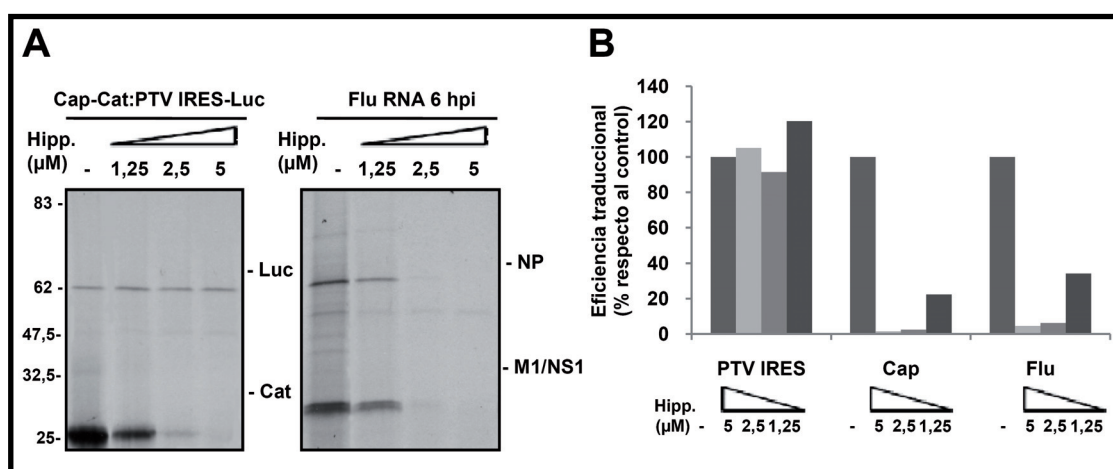 A
Cap-Cat:PTV IRES-Luc
Hipp.
(µM)
- 1,25 2,5 5
83 -
62 -
47,5-
32,5-
25-
- Luc
- Cat
Flu RNA 6 hpi
Hipp.
(µM)
- 1,25 2,5 5
- NP
- M1/NS1
B
Eficiencia traduccional
(% respecto al control)
140
120
100
80
60
40
20
0
PTV IRES Cap Flu
Hipp.
(µM) - 5 2,5 1,25 - 5 2,5 1,25 - 5 2,5 1,25